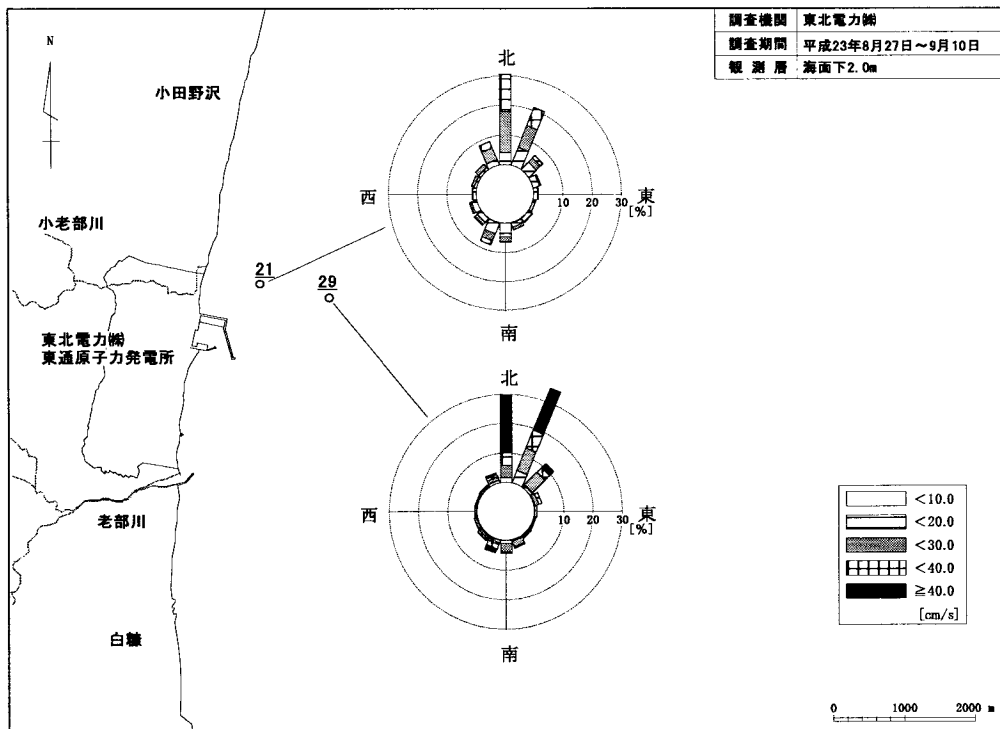 調査機関 東北電力㈱
調査期間 平成23年8月27日～9月10日
観測層 海面下2.0m
N
小田野沢
小老部川
東北電力㈱
東通原子力発電所
老部川
白糠
21
29
北
西
東
南
10 20 30
[%]
北
西
東
南
10 20 30
[%]
<10.0
<20.0
<30.0
<40.0
≧40.0
[cm/s]
0 1000 2000 m